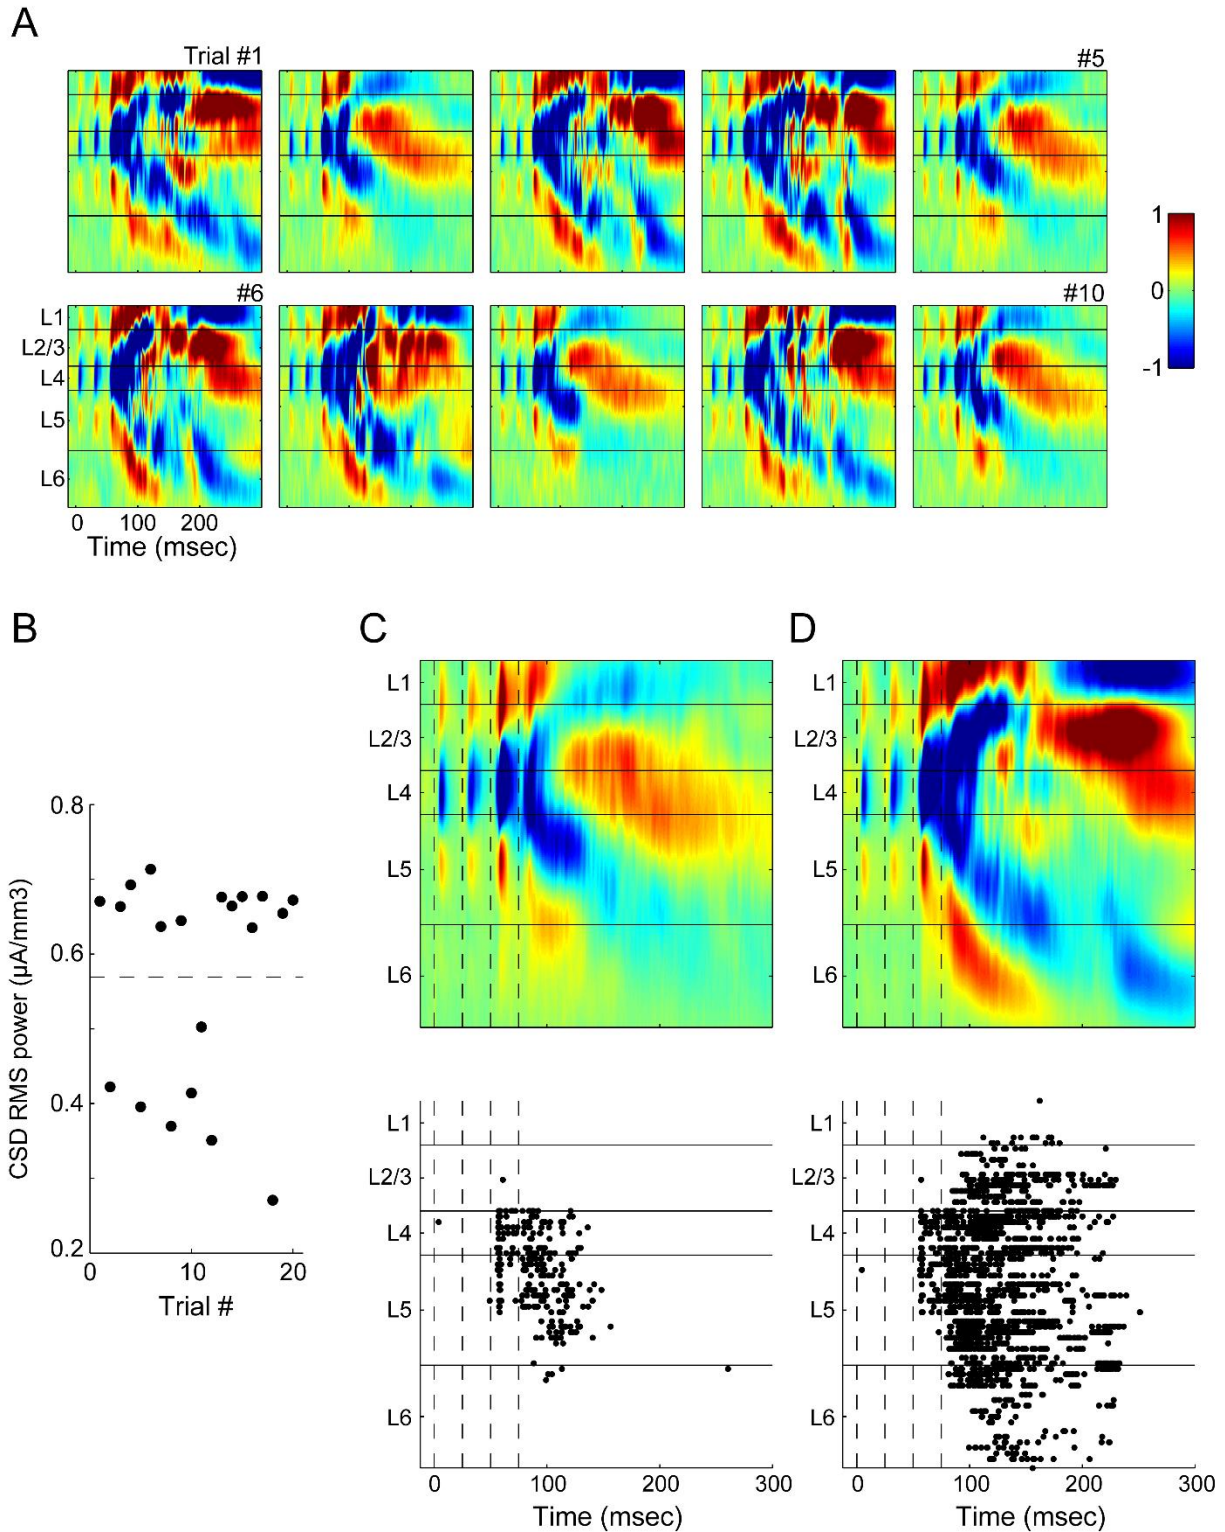 A
Trial #1
#5
#6
#10
L1
L2/3
L4
L5
L6
0 100 200
Time (msec)
1
0
-1
B
C
D
0.8
0.6
0.4
0.2
CSD RMS power (µA/mm3)
0 10 20
Trial #
L1
L2/3
L4
L5
L6
L1
L2/3
L4
L5
L6
L1
L2/3
L4
L5
L6
0 100 200 300
Time (msec)
L1
L2/3
L4
L5
L6
0 100 200 300
Time (msec)